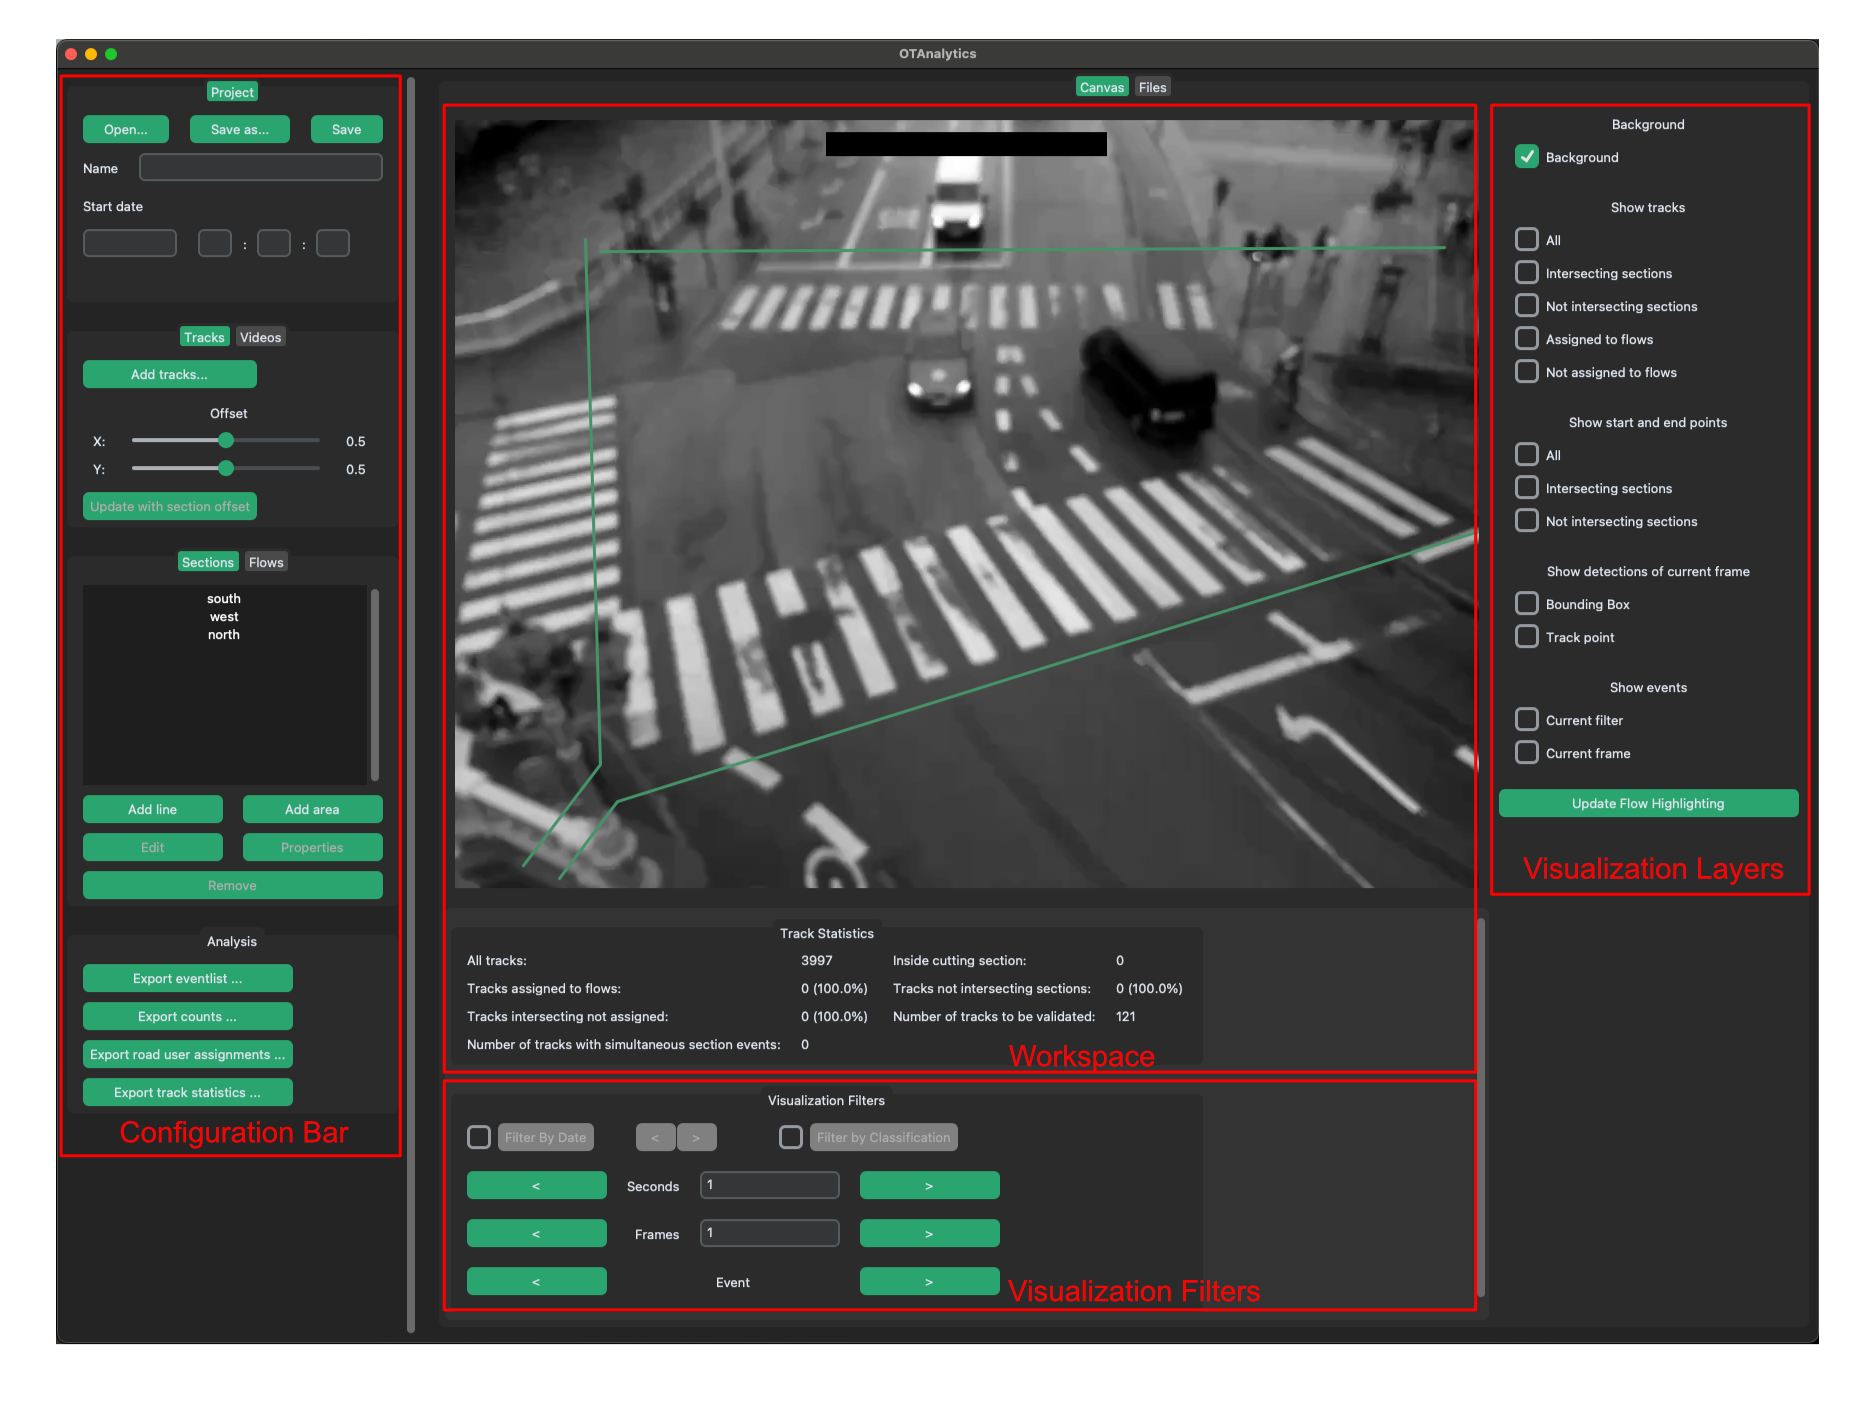 OTAnalytics
Project
Open... Save as... Save
Name
Start date
: :
Tracks Videos
Add tracks...
Offset
X: 0.5
Y: 0.5
Update with section offset
Sections Flows
south
west
north
Add line Add area
Edit Properties
Remove
Analysis
Export eventlist ...
Export counts ...
Export road user assignments ...
Export track statistics ...
Configuration Bar
Canvas Files
Track Statistics
All tracks: 3997 Inside cutting section: 0
Tracks assigned to flows: 0 (100.0%) Tracks not intersecting sections: 0 (100.0%)
Tracks intersecting not assigned: 0 (100.0%) Number of tracks to be validated: 121
Number of tracks with simultaneous section events: 0
Workspace
Visualization Filters
Filter By Date < > Filter by Classification
< Seconds 1 >
< Frames 1 >
< Event >
Visualization Filters
Background
Background
Show tracks
All
Intersecting sections
Not intersecting sections
Assigned to flows
Not assigned to flows
Show start and end points
All
Intersecting sections
Not intersecting sections
Show detections of current frame
Bounding Box
Track point
Show events
Current filter
Current frame
Update Flow Highlighting
Visualization Layers